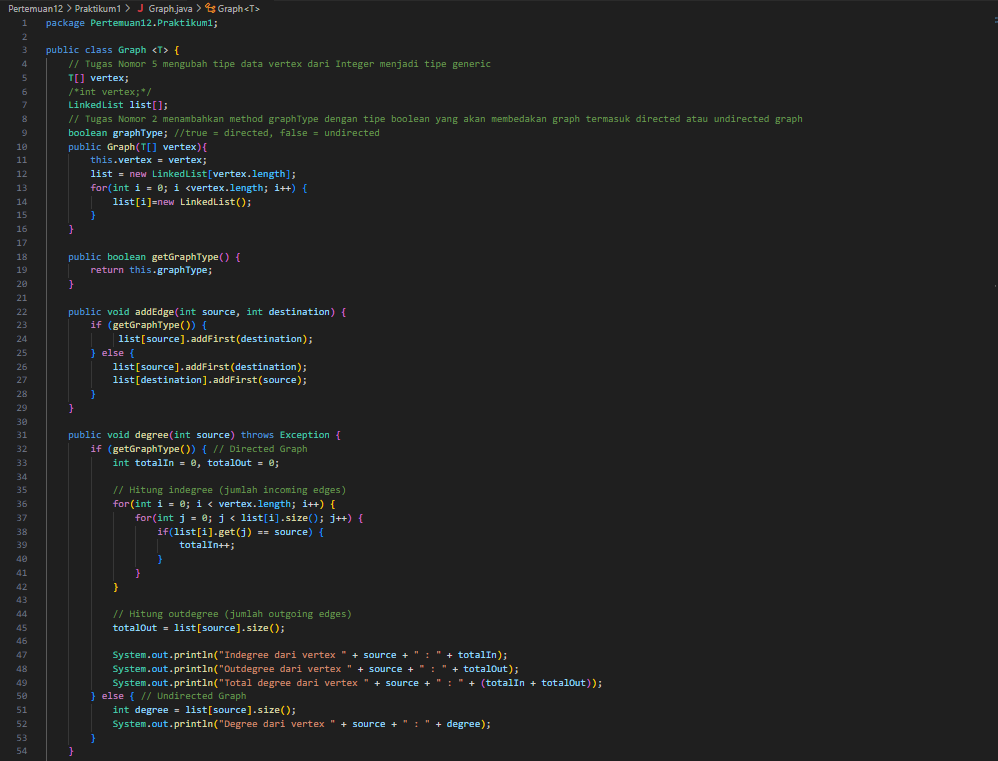 Pertemuan12 > Praktikum1 > J Graph.java > Graph<T>
1 package Pertemuan12.Praktikum1;
2
3 public class Graph <T> {
4 // Tugas Nomor 5 mengubah tipe data vertex dari Integer menjadi tipe generic
5 T[] vertex;
6 /*int vertex;*/
7 LinkedList list[];
8 // Tugas Nomor 2 menambahkan method graphType dengan tipe boolean yang akan membedakan graph termasuk directed atau undirected graph
9 boolean graphType; //true = directed, false = undirected
10 public Graph(T[] vertex){
11 this.vertex = vertex;
12 list = new LinkedList[vertex.length];
13 for(int i = 0; i <vertex.length; i++) {
14 list[i]=new LinkedList();
15 }
16 }
17
18 public boolean getGraphType() {
19 return this.graphType;
20 }
21
22 public void addEdge(int source, int destination) {
23 if (getGraphType()) {
24 list[source].addFirst(destination);
25 } else {
26 list[source].addFirst(destination);
27 list[destination].addFirst(source);
28 }
29 }
30
31 public void degree(int source) throws Exception {
32 if (getGraphType()) { // Directed Graph
33 int totalIn = 0, totalOut = 0;
34
35 // Hitung indegree (jumlah incoming edges)
36 for(int i = 0; i < vertex.length; i++) {
37 for(int j = 0; j < list[i].size(); j++) {
38 if(list[i].get(j) == source) {
39 totalIn++;
40 }
41 }
42 }
43
44 // Hitung outdegree (jumlah outgoing edges)
45 totalOut = list[source].size();
46
47 System.out.println("Indegree dari vertex " + source + " : " + totalIn);
48 System.out.println("Outdegree dari vertex " + source + " : " + totalOut);
49 System.out.println("Total degree dari vertex " + source + " : " + (totalIn + totalOut));
50 } else { // Undirected Graph
51 int degree = list[source].size();
52 System.out.println("Degree dari vertex " + source + " : " + degree);
53 }
54 }